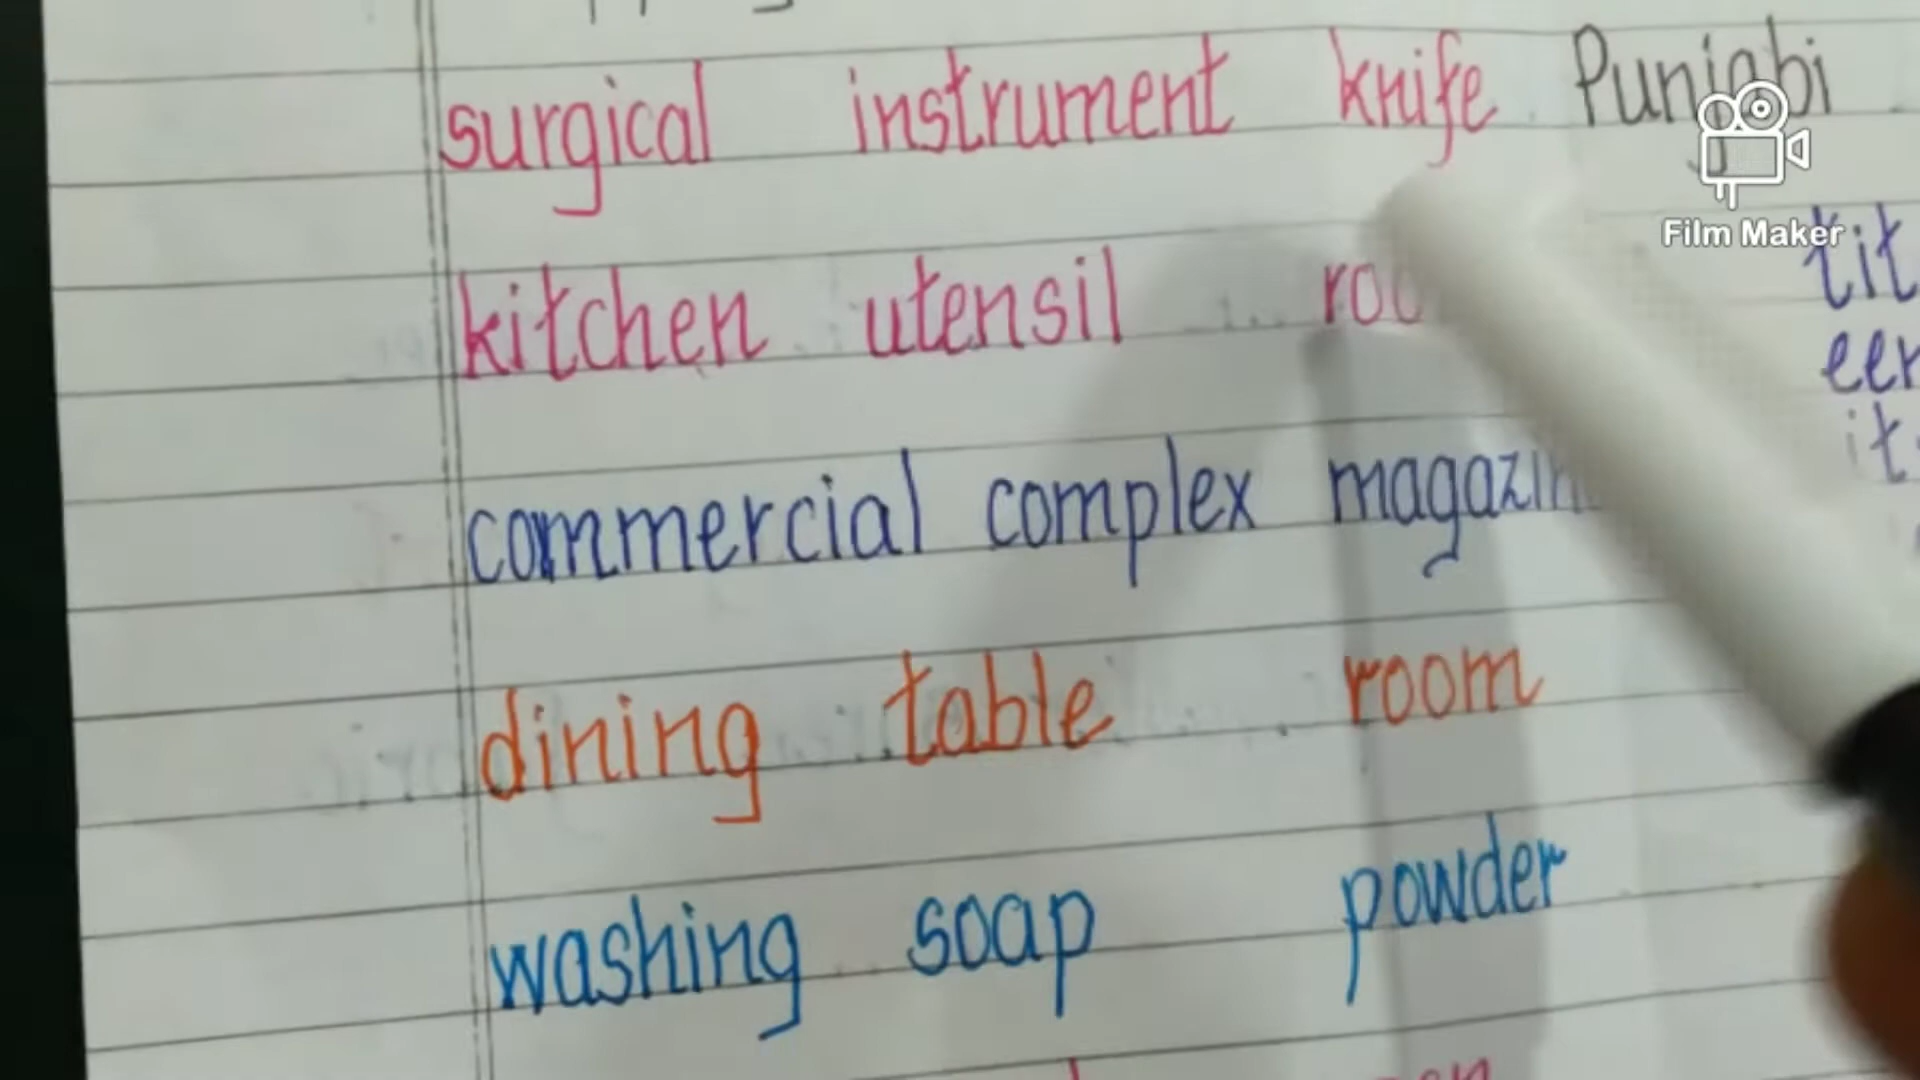 surgical instrument knife Punjabi
Film Maker
kitchen utensil
commercial complex
dining table room
washing soap powder